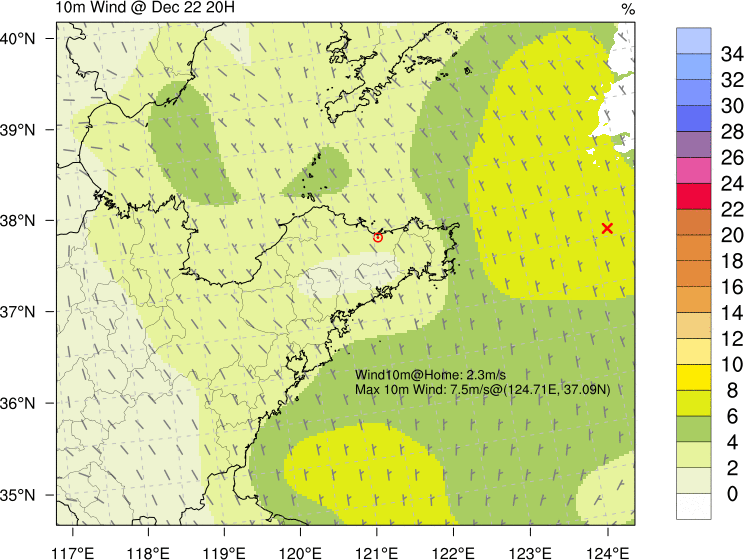 10m Wind @ Dec 22 20H
%
40°N
39°N
38°N
37°N
36°N
35°N
Wind10m@Home: 2.3m/s
Max 10m Wind: 7.5m/s@(124.71E, 37.09N)
117°E
118°E
119°E
120°E
121°E
122°E
123°E
124°E
34
32
30
28
26
24
22
20
18
16
14
12
10
8
6
4
2
0